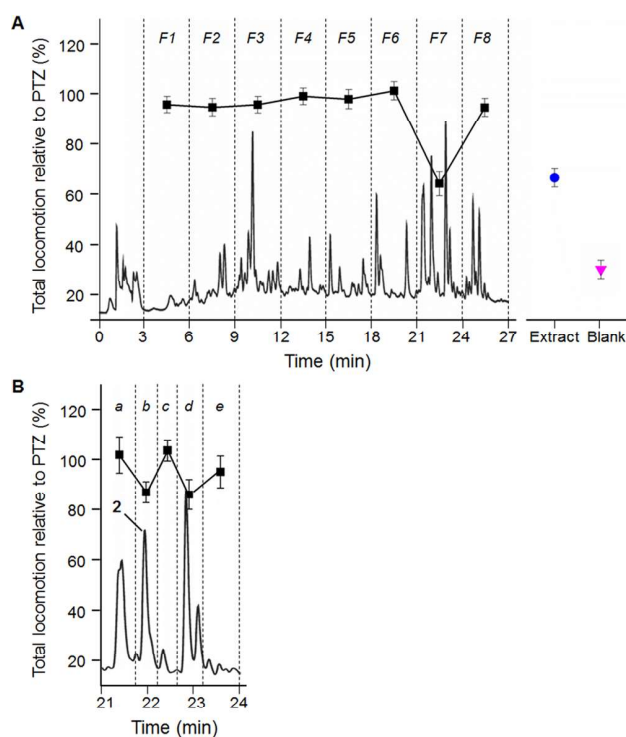 A
F1 F2 F3 F4 F5 F6 F7 F8
Total locomotion relative to PTZ (%)
120
100
80
60
40
20
0 3 6 9 12 15 18 21 24 27
Time (min)
Extract Blank
B
a b c d e
Total locomotion relative to PTZ (%)
120
100
80
60
40
20
2
21 22 23 24
Time (min)